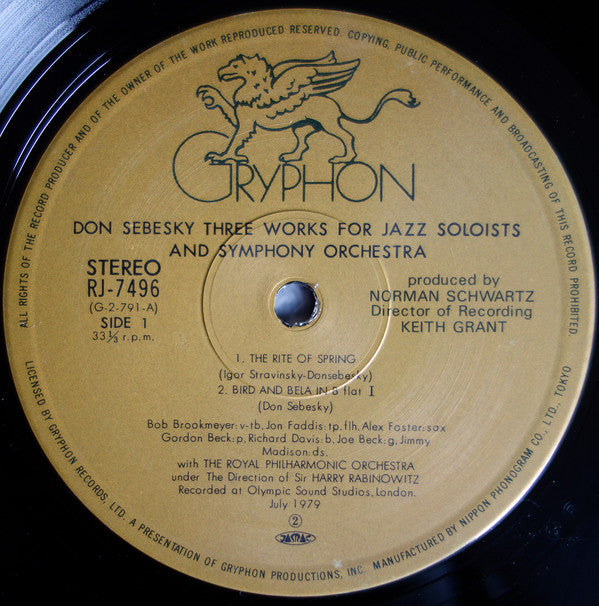 ALL RIGHTS OF THE RECORD PRODUCER AND OF THE OWNER OF THE WORK REPRODUCED RESERVED. COPYING, PUBLIC PERFORMANCE AND BROADCASTING OF THIS RECORD PROHIBITED
GRYPHON
DON SEBESKY THREE WORKS FOR JAZZ SOLOISTS
AND SYMPHONY ORCHESTRA
STEREO
RJ-7496
(G-2-791-A)
SIDE 1
33⅓ r.p.m.
produced by
NORMAN SCHWARTZ
Director of Recording
KEITH GRANT
1. THE RITE OF SPRING
(Igor Stravinsky-Donsebesky)
2. BIRD AND BELA IN B flat I
(Don Sebesky)
Bob Brookmeyer:v-tb, Jon Faddis:tp,flh, Alex Foster:sax
Gordon Beck:p, Richard Davis:b, Joe Beck:g, Jimmy
Madison:ds.
with THE ROYAL PHILHARMONIC ORCHESTRA
under The Direction of Sir HARRY RABINOWITZ
Recorded at Olympic Sound Studios, London.
July 1979
2
JASRAC
LICENSED BY GRYPHON RECORDS, LTD. A PRESENTATION OF GRYPHON PRODUCTIONS, INC. MANUFACTURED BY NIPPON PHONOGRAM CO., LTD., TOKYO